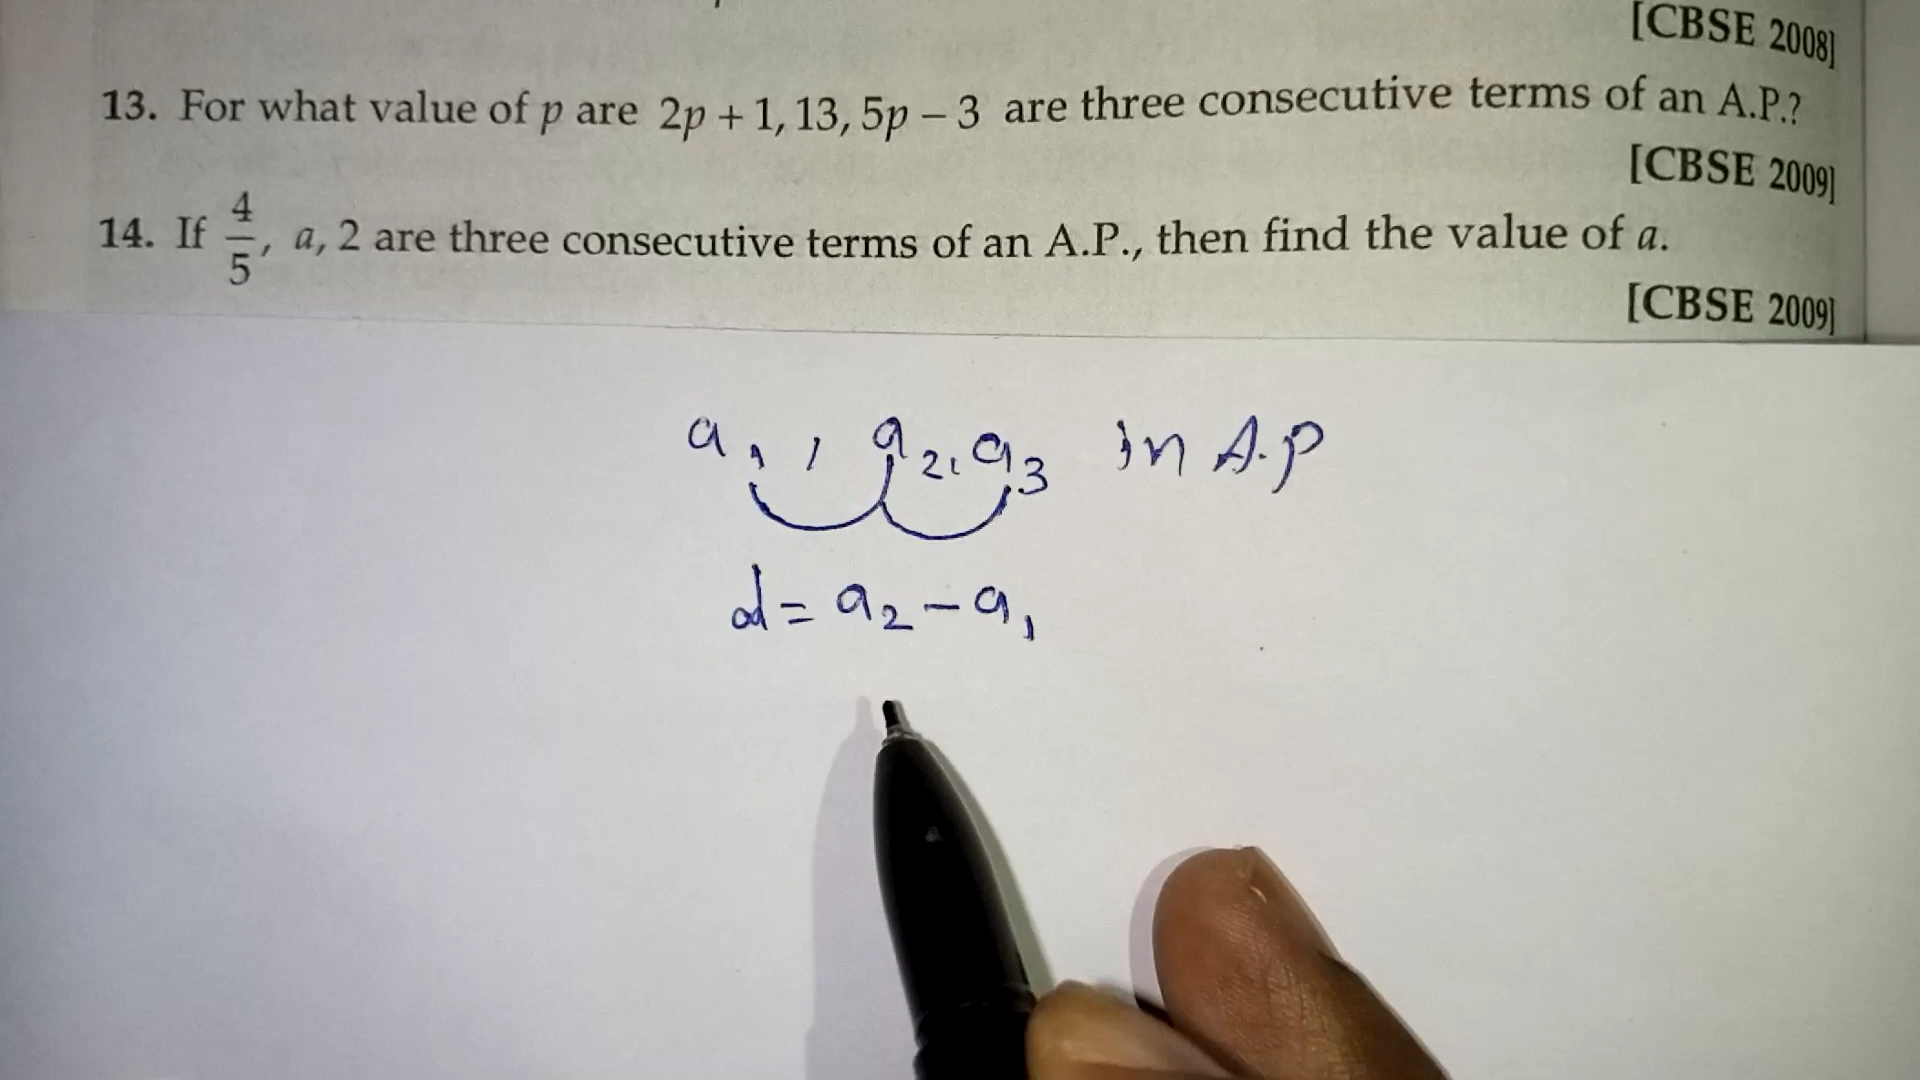 [CBSE 2008]
13. For what value of p are 2p + 1, 13, 5p – 3 are three consecutive terms of an A.P.?
[CBSE 2009]
14. If 4/5, a, 2 are three consecutive terms of an A.P., then find the value of a.
[CBSE 2009]
a₁, a₂, a₃ in A.P
d = a₂ – a₁